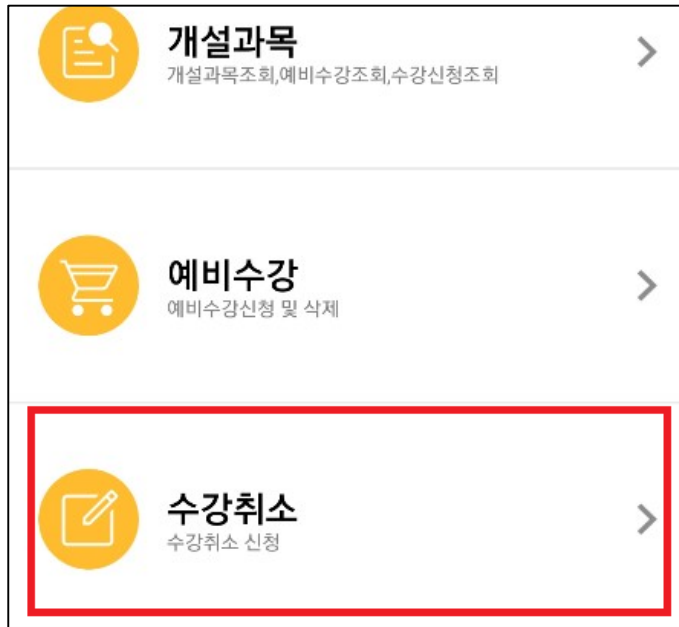 개설과목
개설과목조회,예비수강조회,수강신청조회
예비수강
예비수강신청 및 삭제
수강취소
수강취소 신청